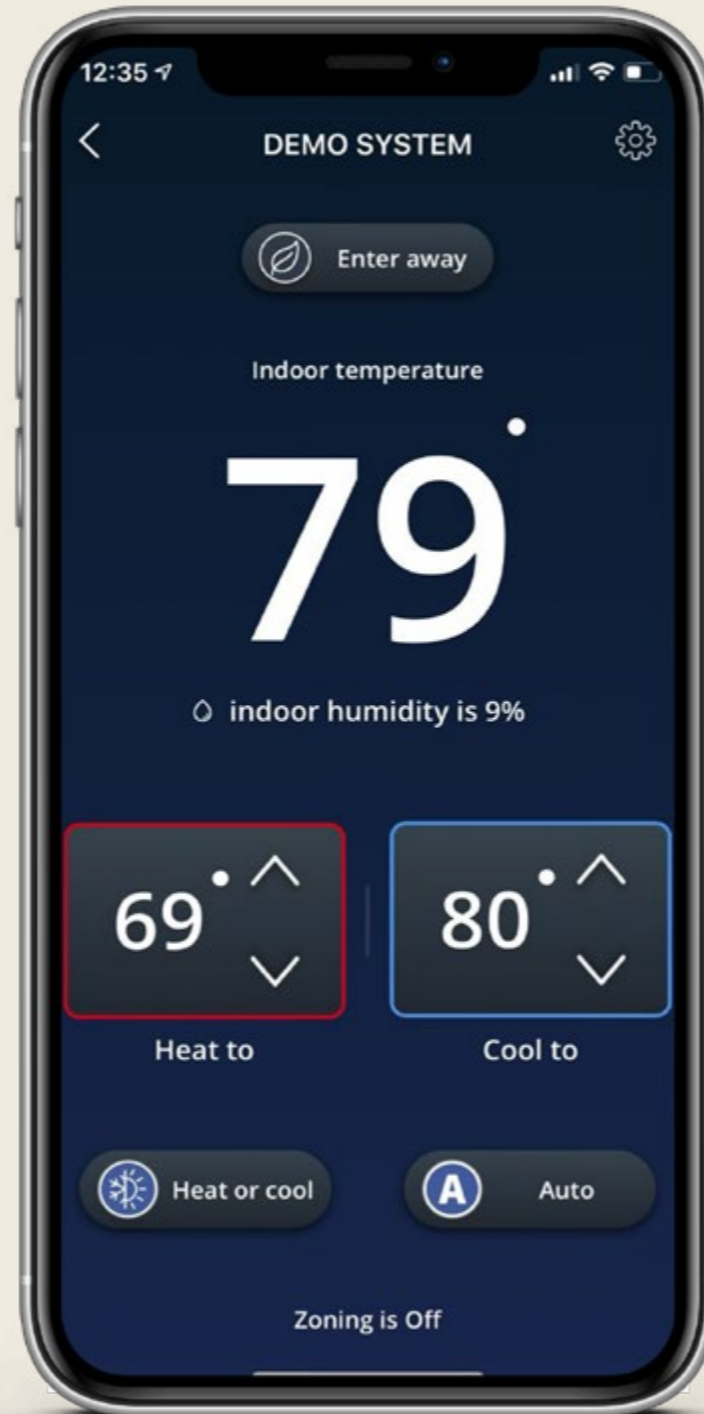 12:35
DEMO SYSTEM
Enter away
Indoor temperature
79°
indoor humidity is 9%
69° 80°
Heat to Cool to
Heat or cool A Auto
Zoning is Off